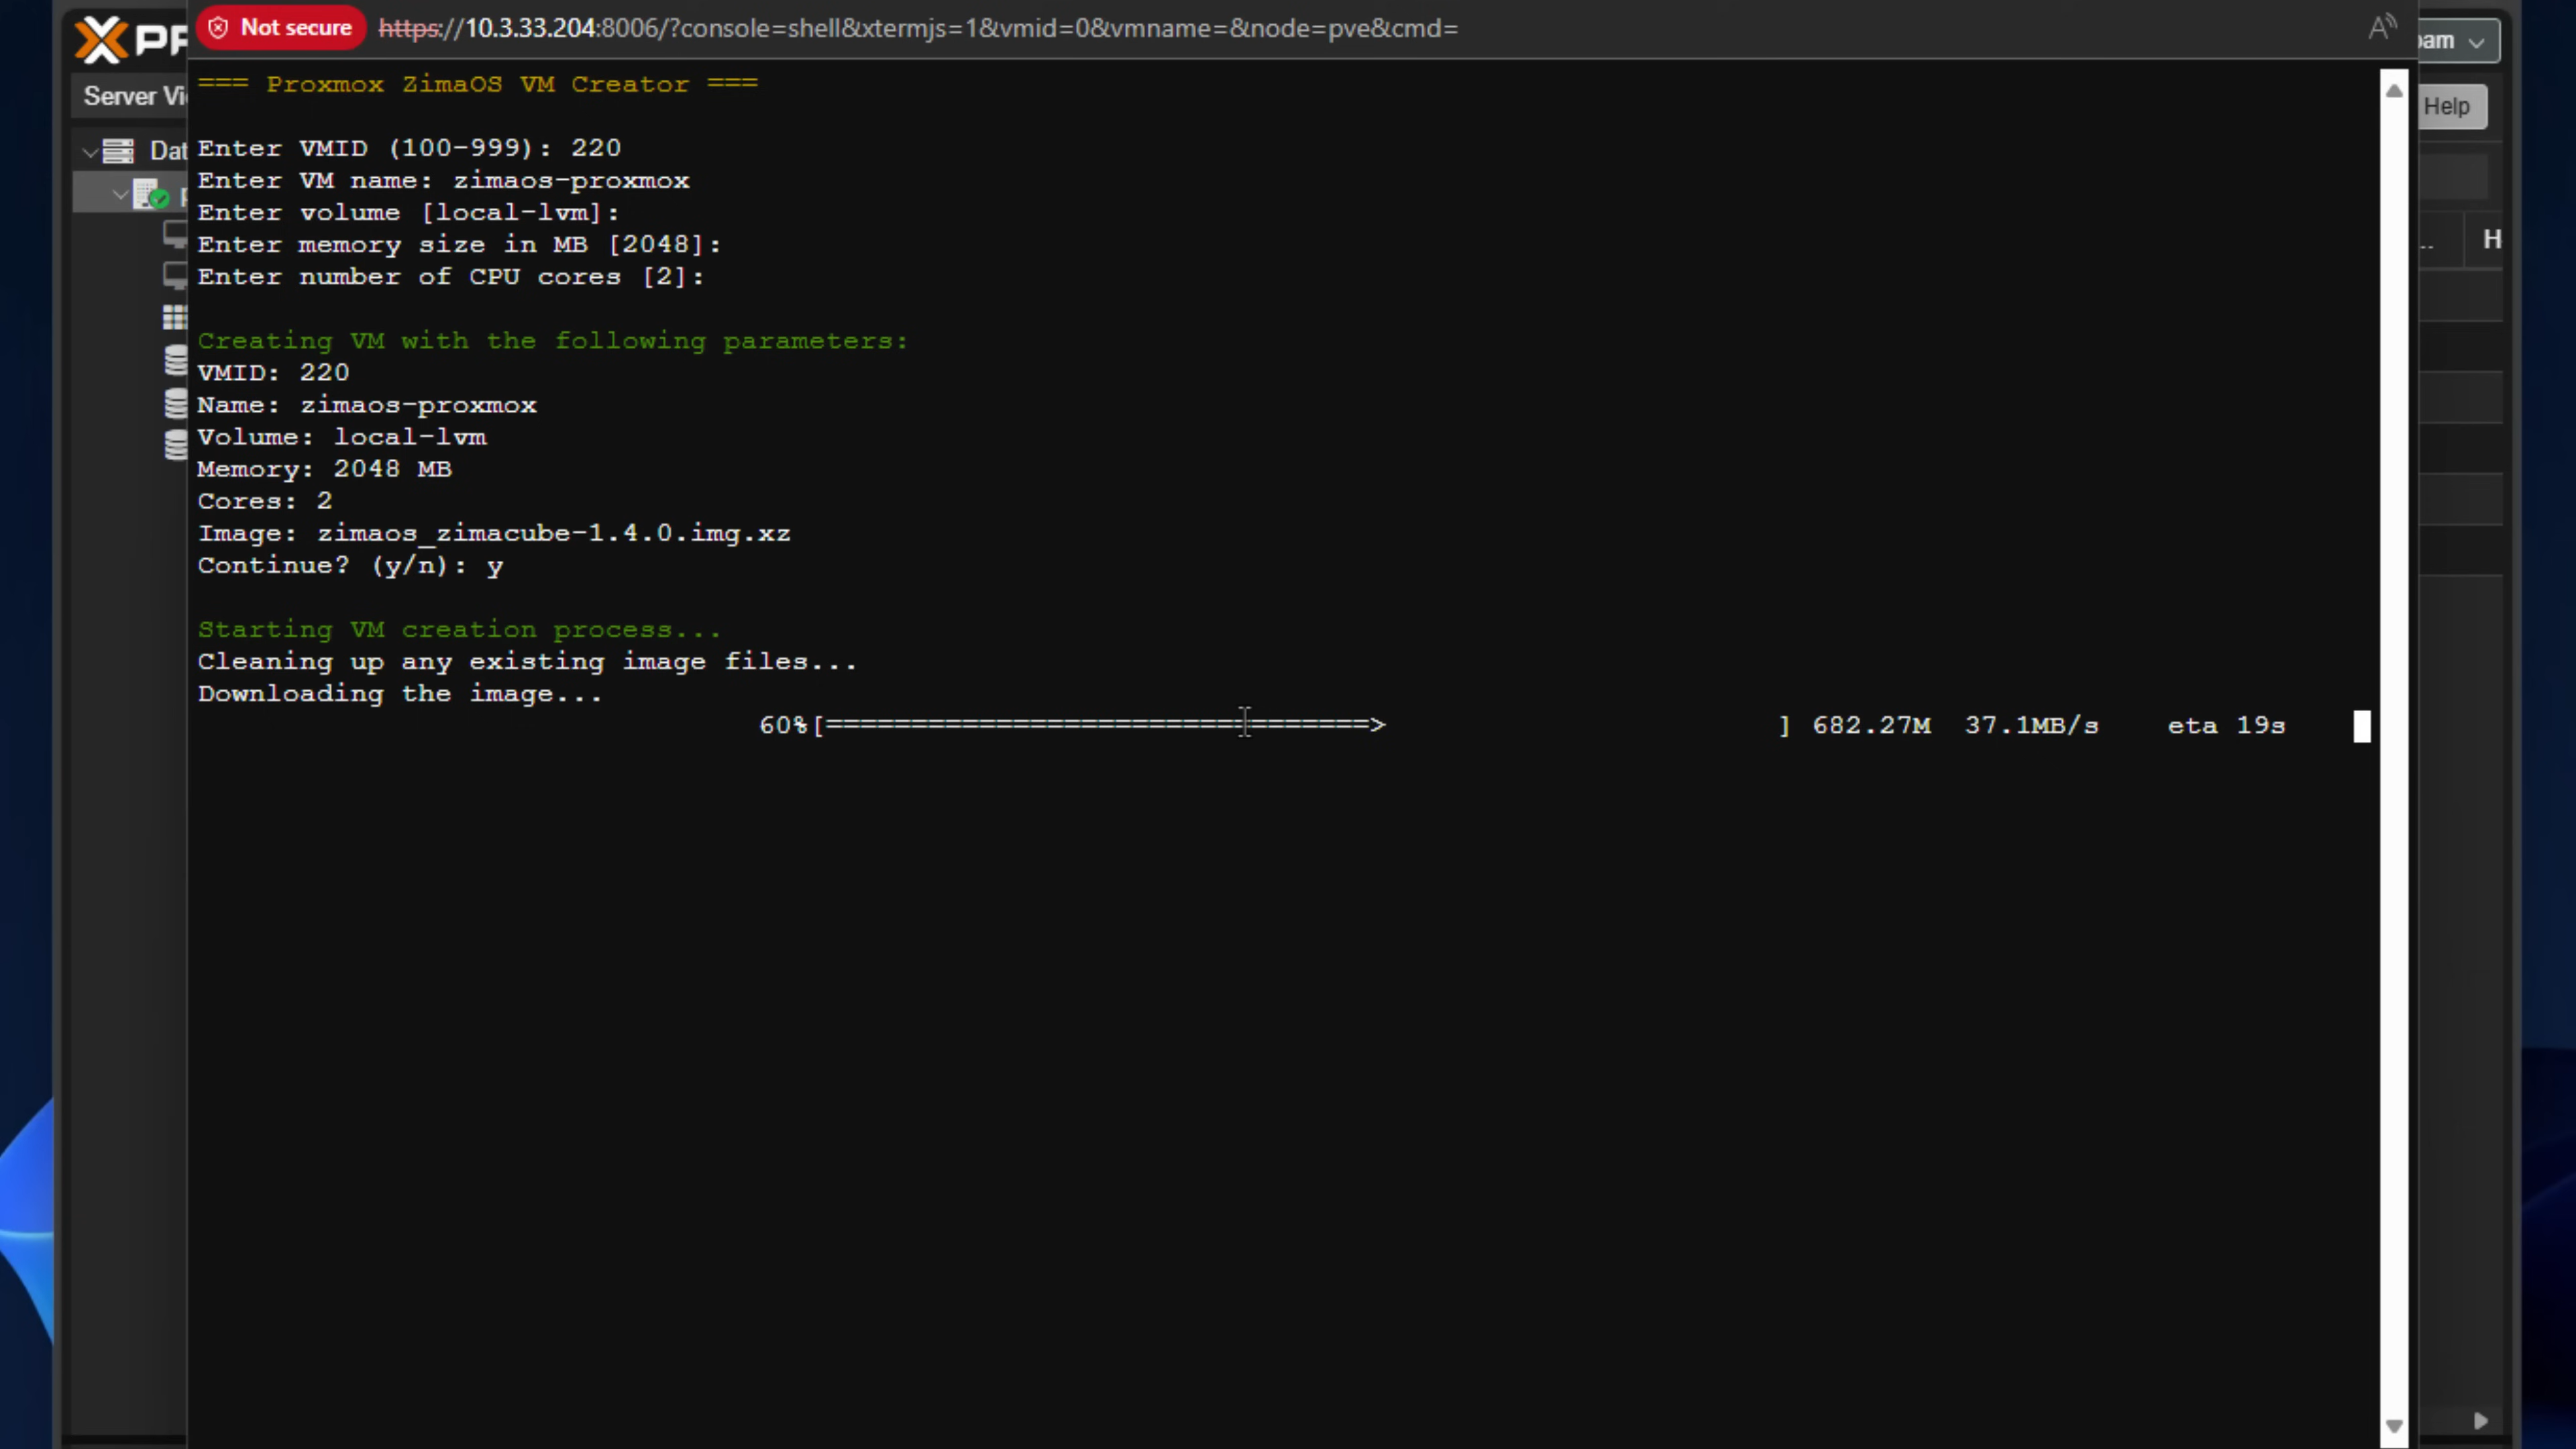 Not secure https://10.3.33.204:8006/?console=shell&xtermjs=1&vmid=0&vmname=&node=pve&cmd=
Server Vi
Help
Dat
=== Proxmox ZimaOS VM Creator ===
Enter VMID (100-999): 220
Enter VM name: zimaos-proxmox
Enter volume [local-lvm]:
Enter memory size in MB [2048]:
Enter number of CPU cores [2]:
Creating VM with the following parameters:
VMID: 220
Name: zimaos-proxmox
Volume: local-lvm
Memory: 2048 MB
Cores: 2
Image: zimaos_zimacube-1.4.0.img.xz
Continue? (y/n): y
Starting VM creation process...
Cleaning up any existing image files...
Downloading the image...
60%[================================> ] 682.27M 37.1MB/s eta 19s